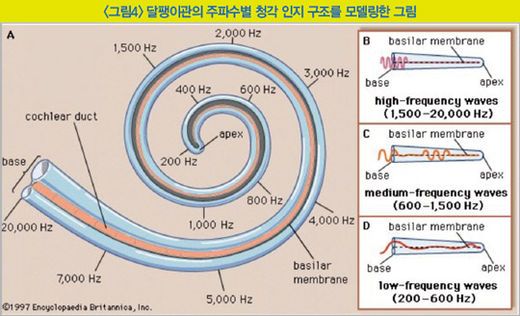 〈그림4〉 달팽이관의 주파수별 청각 인지 구조를 모델링한 그림
A
2,000 Hz
1,500 Hz
3,000 Hz
400 Hz
600 Hz
cochlear duct
apex
200 Hz
base
800 Hz
1,000 Hz
4,000 Hz
20,000 Hz
basilar
membrane
7,000 Hz
5,000 Hz
©1997 Encyclopaedia Britannica, Inc.
B
basilar membrane
base
apex
high-frequency waves
(1,500–20,000 Hz)
C
basilar membrane
base
apex
medium-frequency waves
(600–1,500 Hz)
D
basilar membrane
base
apex
low-frequency waves
(200–600 Hz)